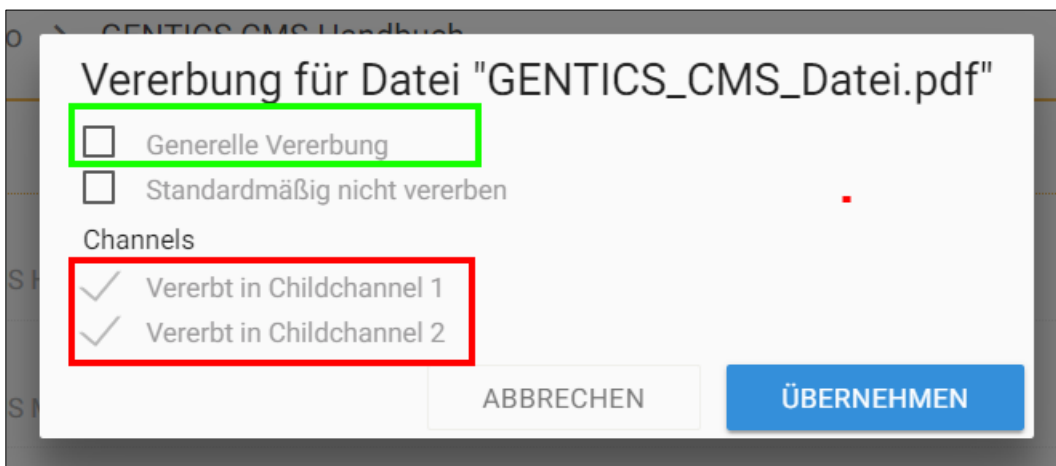 GENTICS CMS Handbuch
Vererbung für Datei "GENTICS_CMS_Datei.pdf"
Generelle Vererbung
Standardmäßig nicht vererben
Channels
Vererbt in Childchannel 1
Vererbt in Childchannel 2
ABBRECHEN
ÜBERNEHMEN